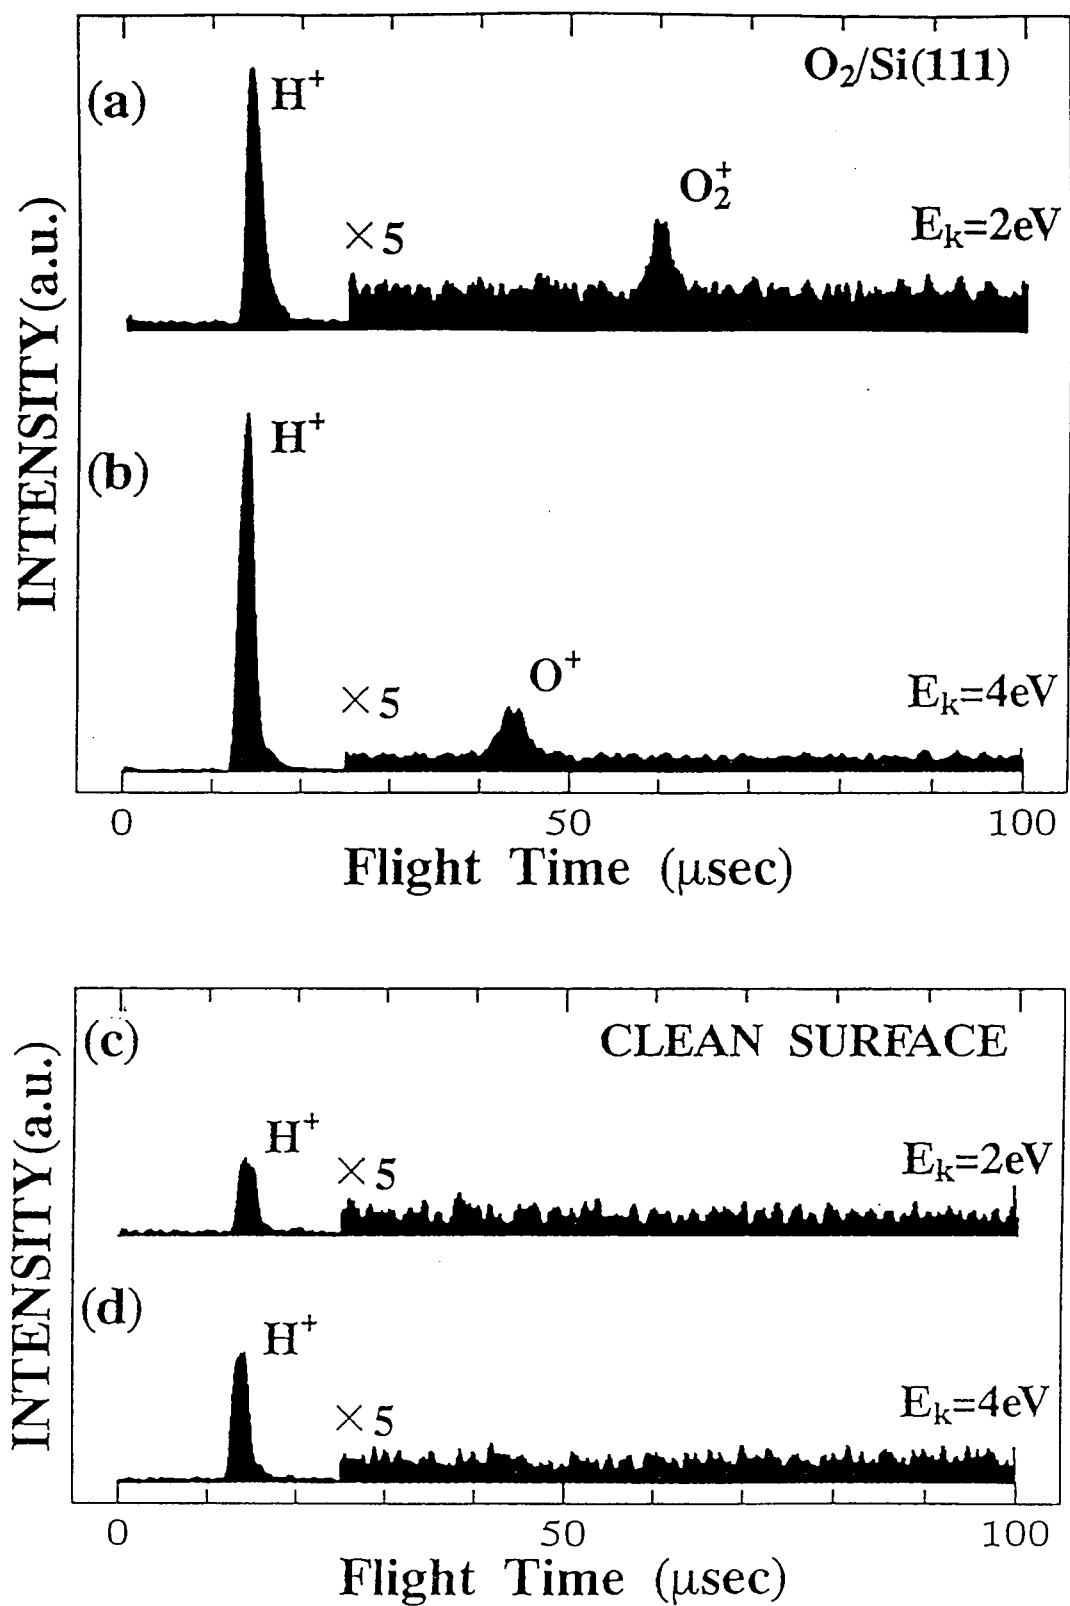 O₂/Si(111)
(a)
H⁺
O₂⁺
×5
Eₖ=2eV
INTENSITY(a.u.)
H⁺
(b)
O⁺
×5
Eₖ=4eV
0 50 100
Flight Time (μsec)
(c)
CLEAN SURFACE
H⁺
×5
Eₖ=2eV
INTENSITY(a.u.)
(d)
H⁺
×5
Eₖ=4eV
0 50 100
Flight Time (μsec)